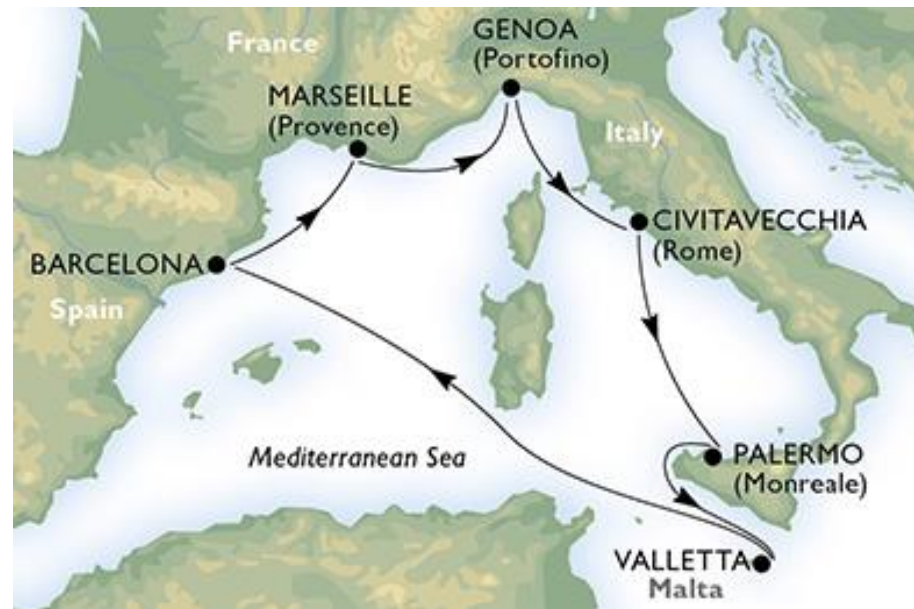 France
GENOA
(Portofino)
MARSEILLE
(Provence)
Italy
CIVITAVECCHIA
(Rome)
BARCELONA
Spain
Mediterranean Sea
PALERMO
(Monreale)
VALLETTA
Malta